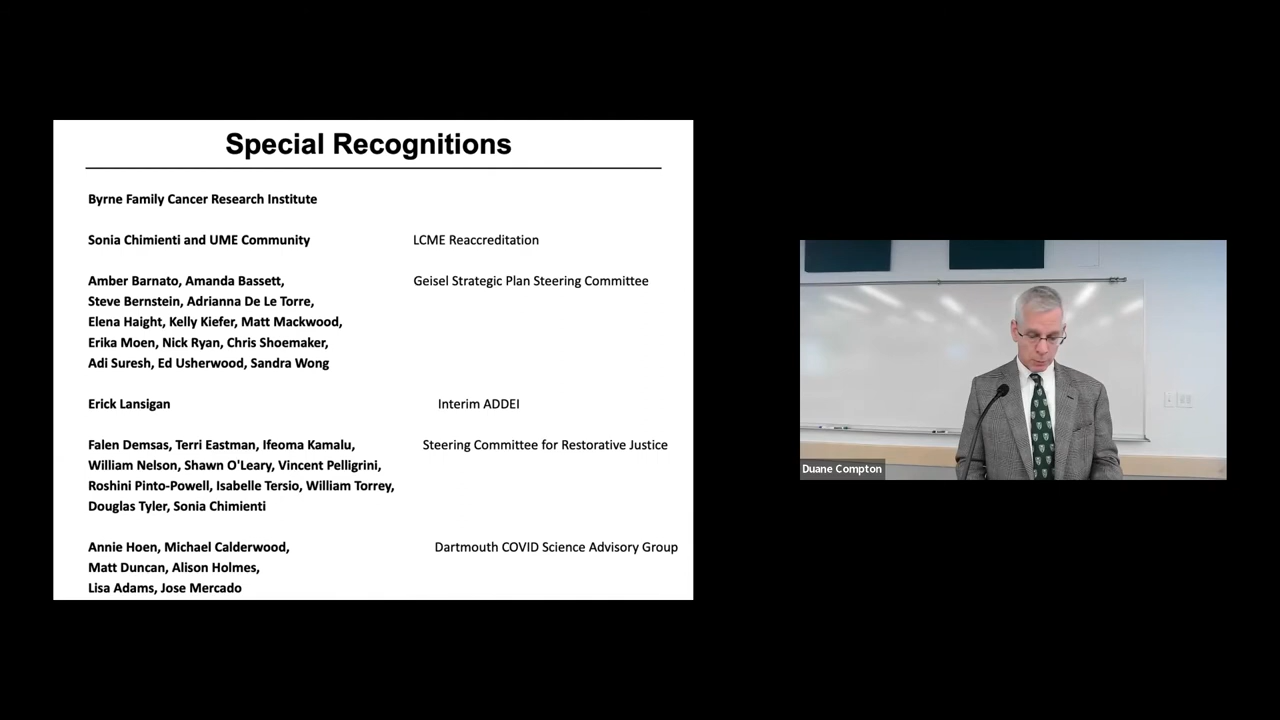 Special Recognitions
Byrne Family Cancer Research Institute
Sonia Chimienti and UME Community LCME Reaccreditation
Amber Barnato, Amanda Bassett, Geisel Strategic Plan Steering Committee
Steve Bernstein, Adrianna De Le Torre,
Elena Haight, Kelly Kiefer, Matt Mackwood,
Erika Moen, Nick Ryan, Chris Shoemaker,
Adi Suresh, Ed Usherwood, Sandra Wong
Erick Lansigan Interim ADDEI
Falen Demsas, Terri Eastman, Ifeoma Kamalu, Steering Committee for Restorative Justice
William Nelson, Shawn O'Leary, Vincent Pelligrini,
Roshini Pinto-Powell, Isabelle Tersio, William Torrey,
Douglas Tyler, Sonia Chimienti
Annie Hoen, Michael Calderwood, Dartmouth COVID Science Advisory Group
Matt Duncan, Alison Holmes,
Lisa Adams, Jose Mercado
Duane Compton